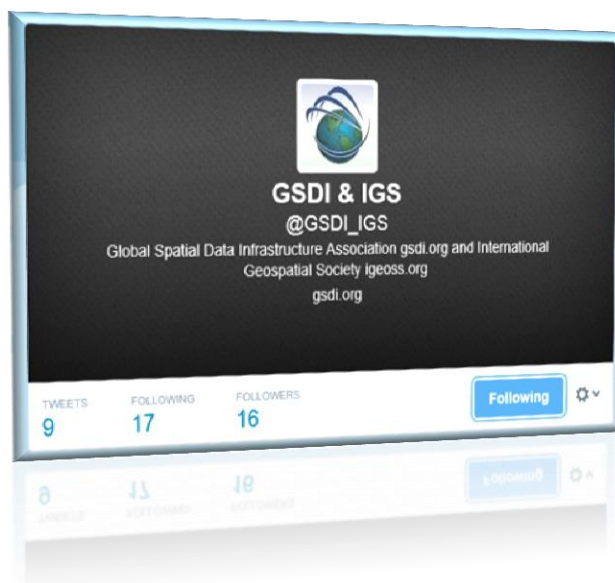 GSDI & IGS
@GSDI_IGS
Global Spatial Data Infrastructure Association gsdi.org and International
Geospatial Society igeoss.org
gsdi.org
TWEETS FOLLOWING FOLLOWERS
9 17 16
Following